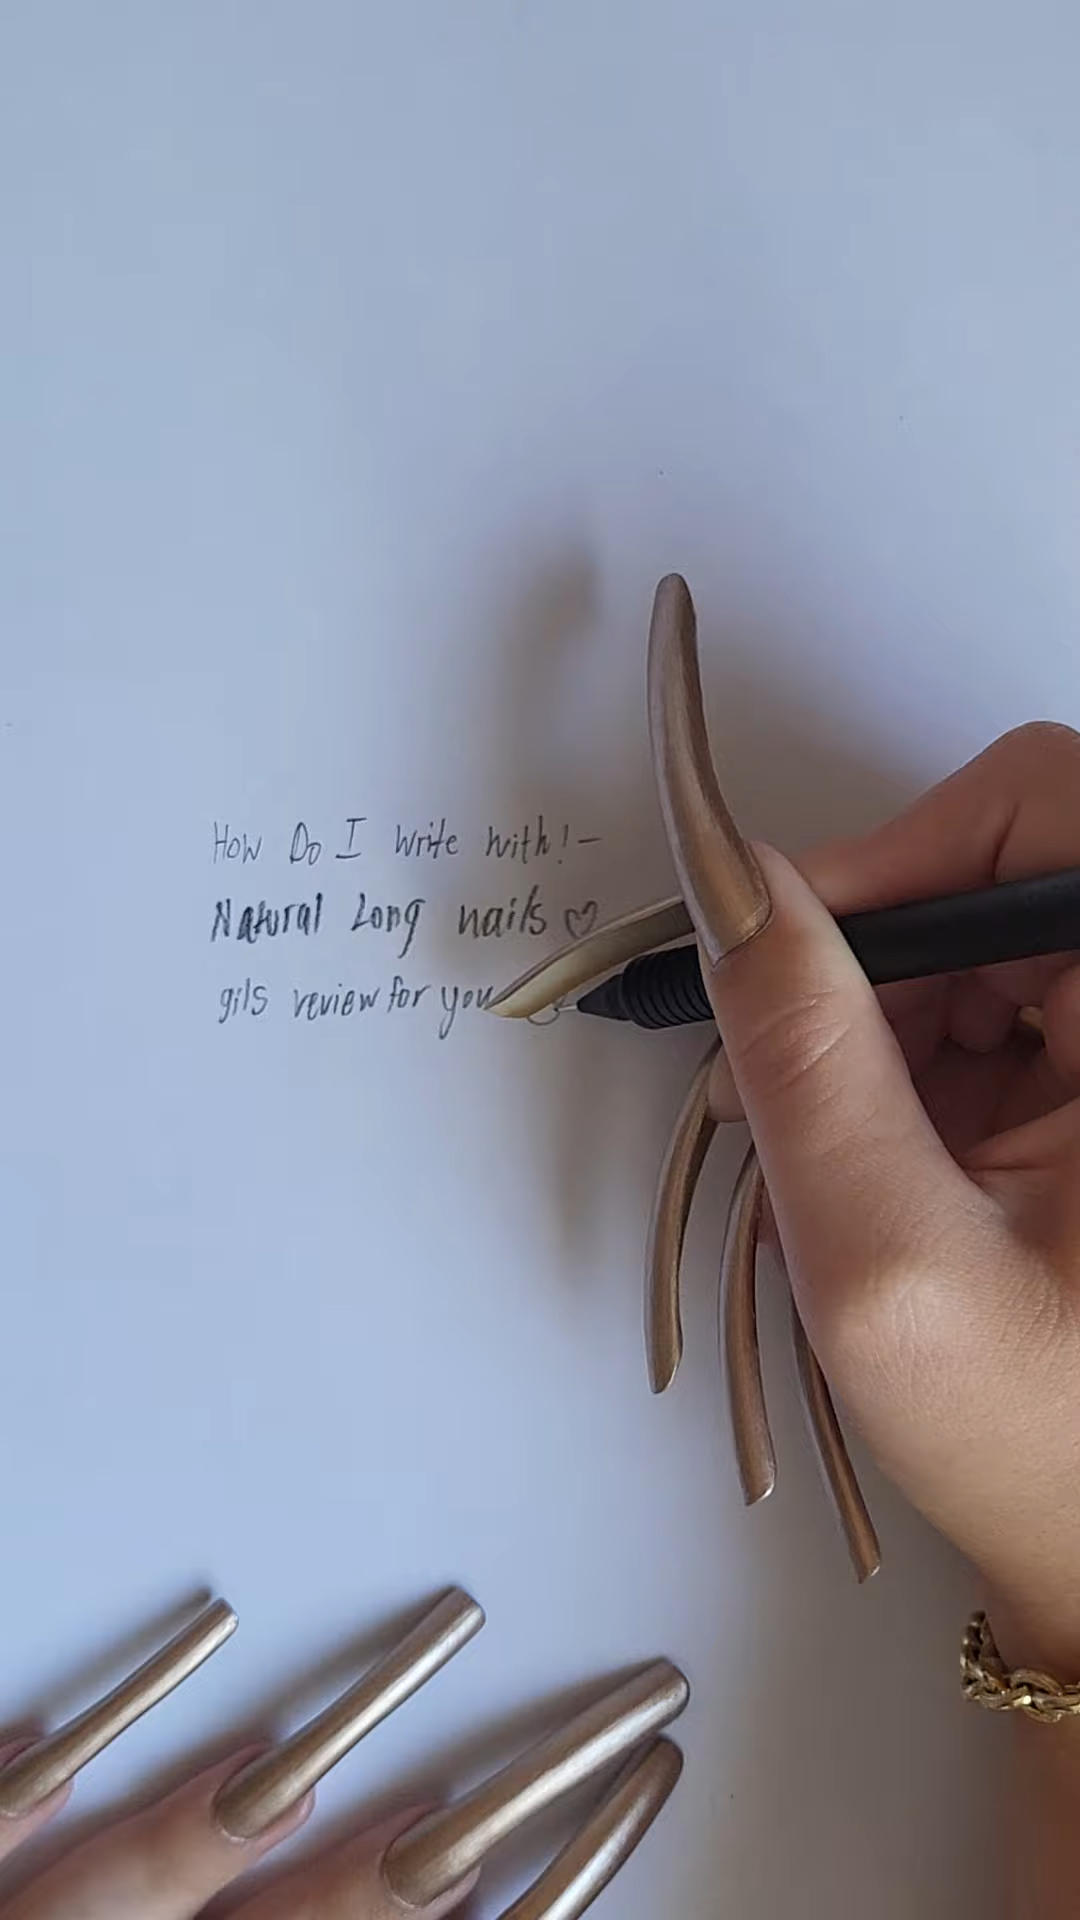 How Do I write with! –
Natural Long nails ♡
gils review for you